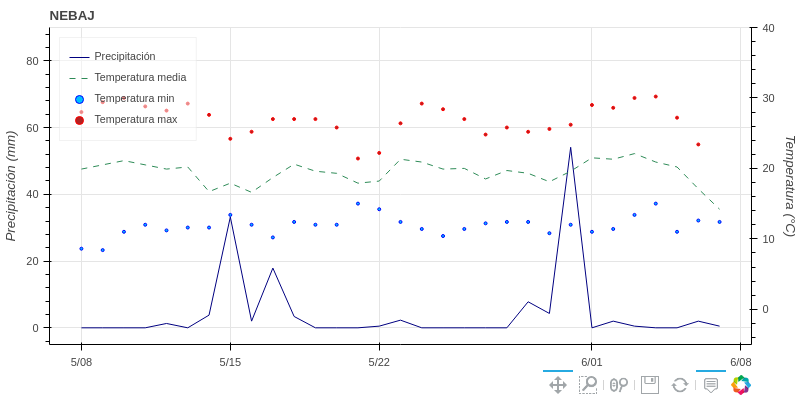 NEBAJ
Precipitación
Temperatura media
Temperatura min
Temperatura max
Precipitación (mm)
80
60
40
20
0
Temperatura (°C)
40
30
20
10
0
5/08
5/15
5/22
6/01
6/08